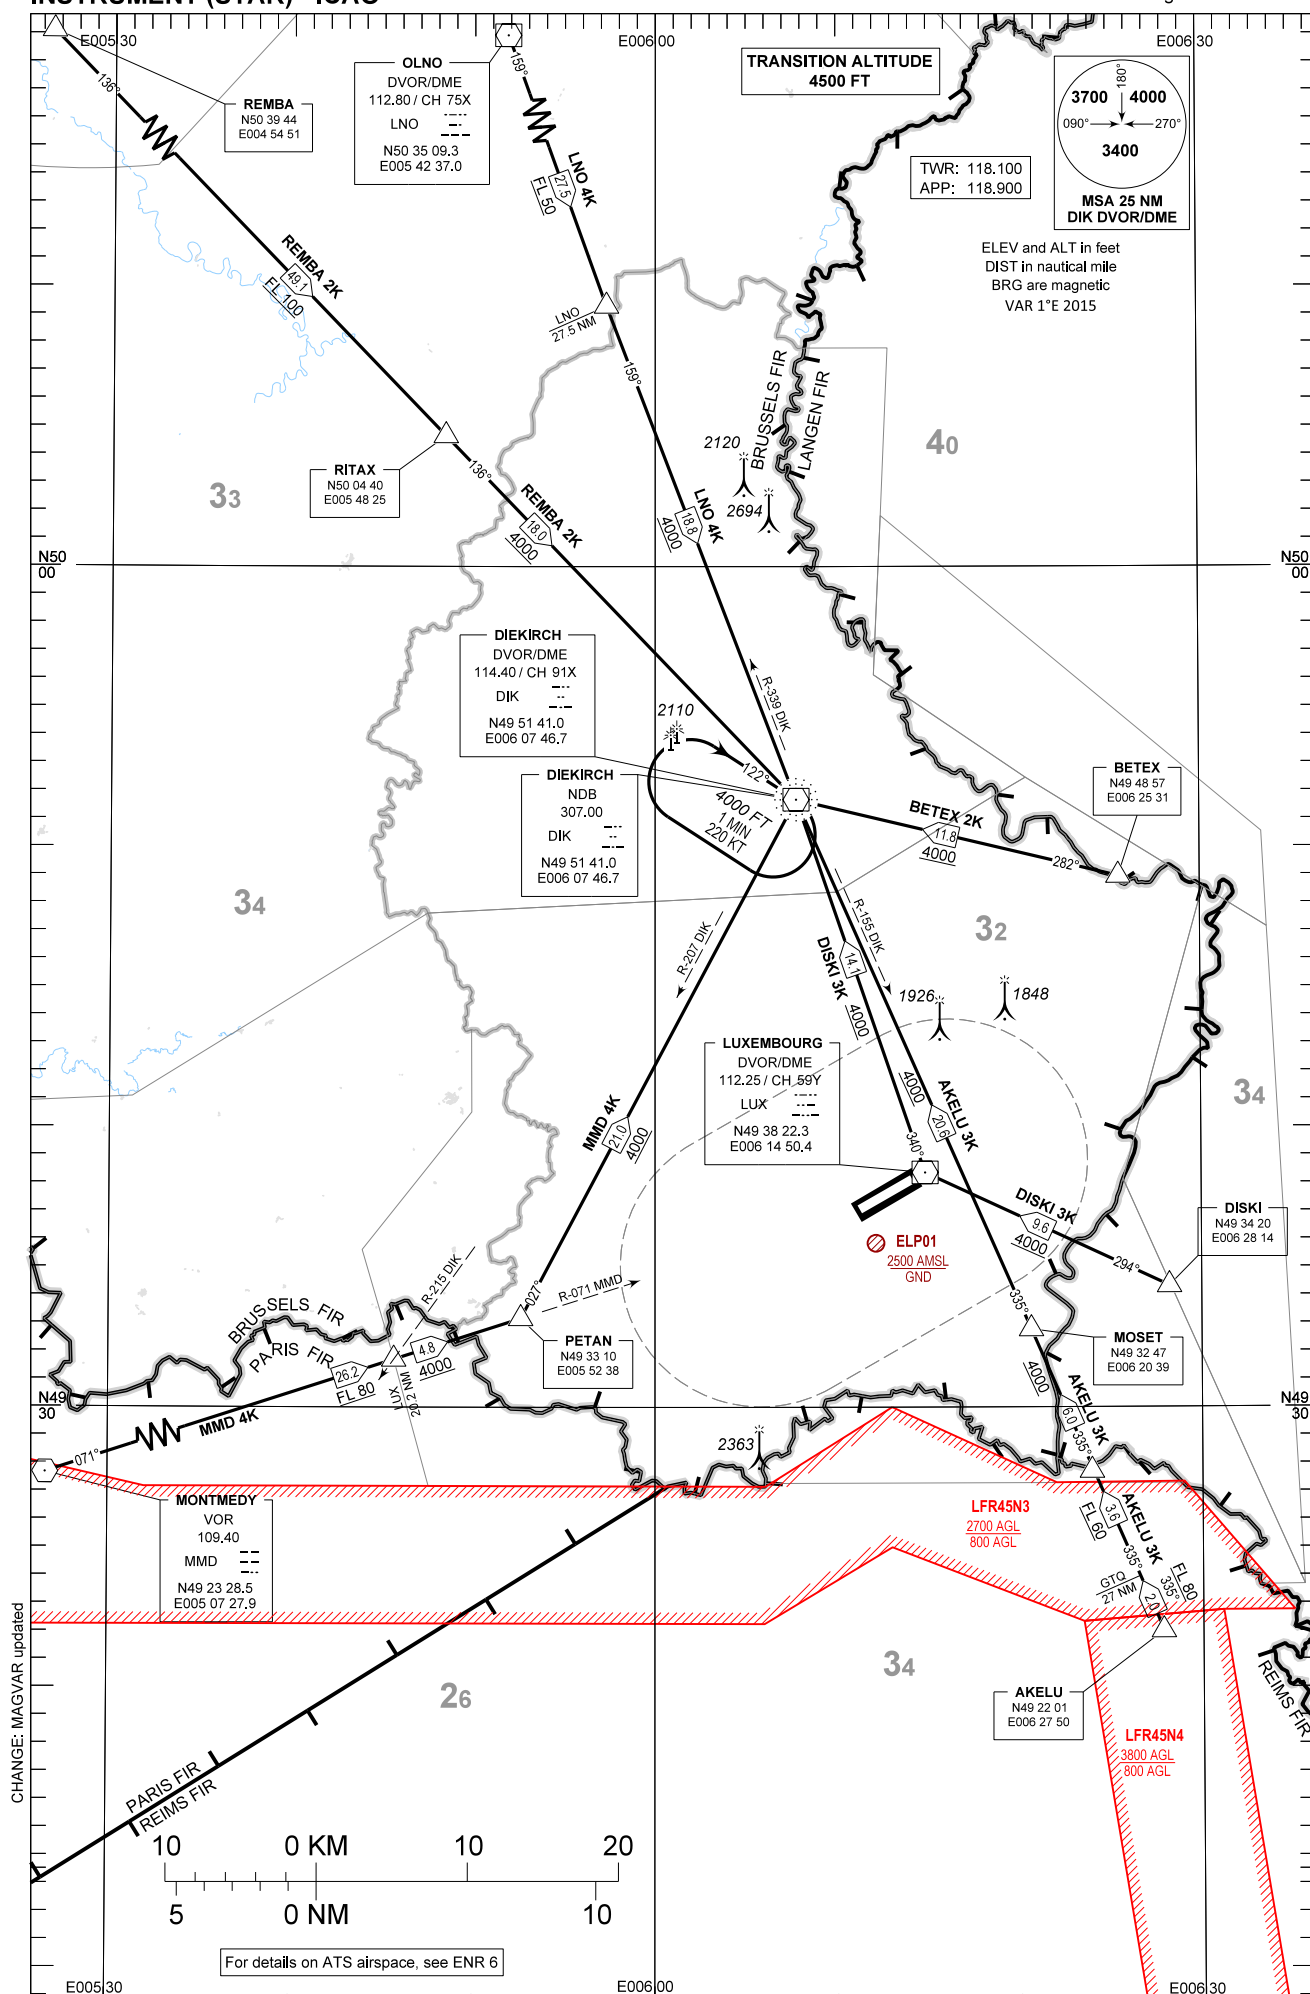 E005 30
E006 00
E006 30
TRANSITION ALTITUDE
4500 FT
180°
3700
4000
090°
270°
3400
MSA 25 NM
DIK DVOR/DME
TWR: 118.100
APP: 118.900
ELEV and ALT in feet
DIST in nautical mile
BRG are magnetic
VAR 1°E 2015
OLNO
DVOR/DME
112.80 / CH 75X
LNO
N50 35 09.3
E005 42 37.0
REMBA
N50 39 44
E004 54 51
136°
159°
LNO 4K
27.5
FL 50
REMBA 2K
49.1
FL 100
LNO
27.5 NM
159°
BRUSSELS FIR
LANGEN FIR
RITAX
N50 04 40
E005 48 25
136°
33
40
2120
2694
REMBA 2K
18.0
4000
LNO 4K
18.8
4000
N50
00
N50
00
DIEKIRCH
DVOR/DME
114.40 / CH 91X
DIK
N49 51 41.0
E006 07 46.7
R-339 DIK
2110
122°
4000 FT
1 MIN
220 KT
DIEKIRCH
NDB
307.00
DIK
N49 51 41.0
E006 07 46.7
BETEX
N49 48 57
E006 25 31
BETEX 2K
11.8
4000
282°
34
32
R-207 DIK
R-155 DIK
DISKI 3K
14.1
4000
1926
1848
LUXEMBOURG
DVOR/DME
112.25 / CH 59Y
LUX
N49 38 22.3
E006 14 50.4
34
MMD 4K
21.0
4000
4000
AKELU 3K
20.6
340°
DISKI 3K
9.6
4000
294°
DISKI
N49 34 20
E006 28 14
ELP01
2500 AMSL
GND
R-215 DIK
R-071 MMD
027°
335°
BRUSSELS FIR
PARIS FIR
PETAN
N49 33 10
E005 52 38
MOSET
N49 32 47
E006 20 39
26.2
FL 80
4.8
4000
LUX
20.2 NM
4000
AKELU 3K
6.0
335°
N49
30
N49
30
MMD 4K
071°
2363
MONTMEDY
VOR
109.40
MMD
N49 23 28.5
E005 07 27.9
LFR45N3
2700 AGL
800 AGL
FL 60
3.6
AKELU 3K
335°
GTQ
27 NM
FL 80
335°
2.0
34
26
AKELU
N49 22 01
E006 27 50
REIMS FIR
LFR45N4
3800 AGL
800 AGL
CHANGE: MAGVAR updated
PARIS FIR
REIMS FIR
10 0 KM 10 20
5 0 NM 10
For details on ATS airspace, see ENR 6
E005 30
E006 00
E006 30